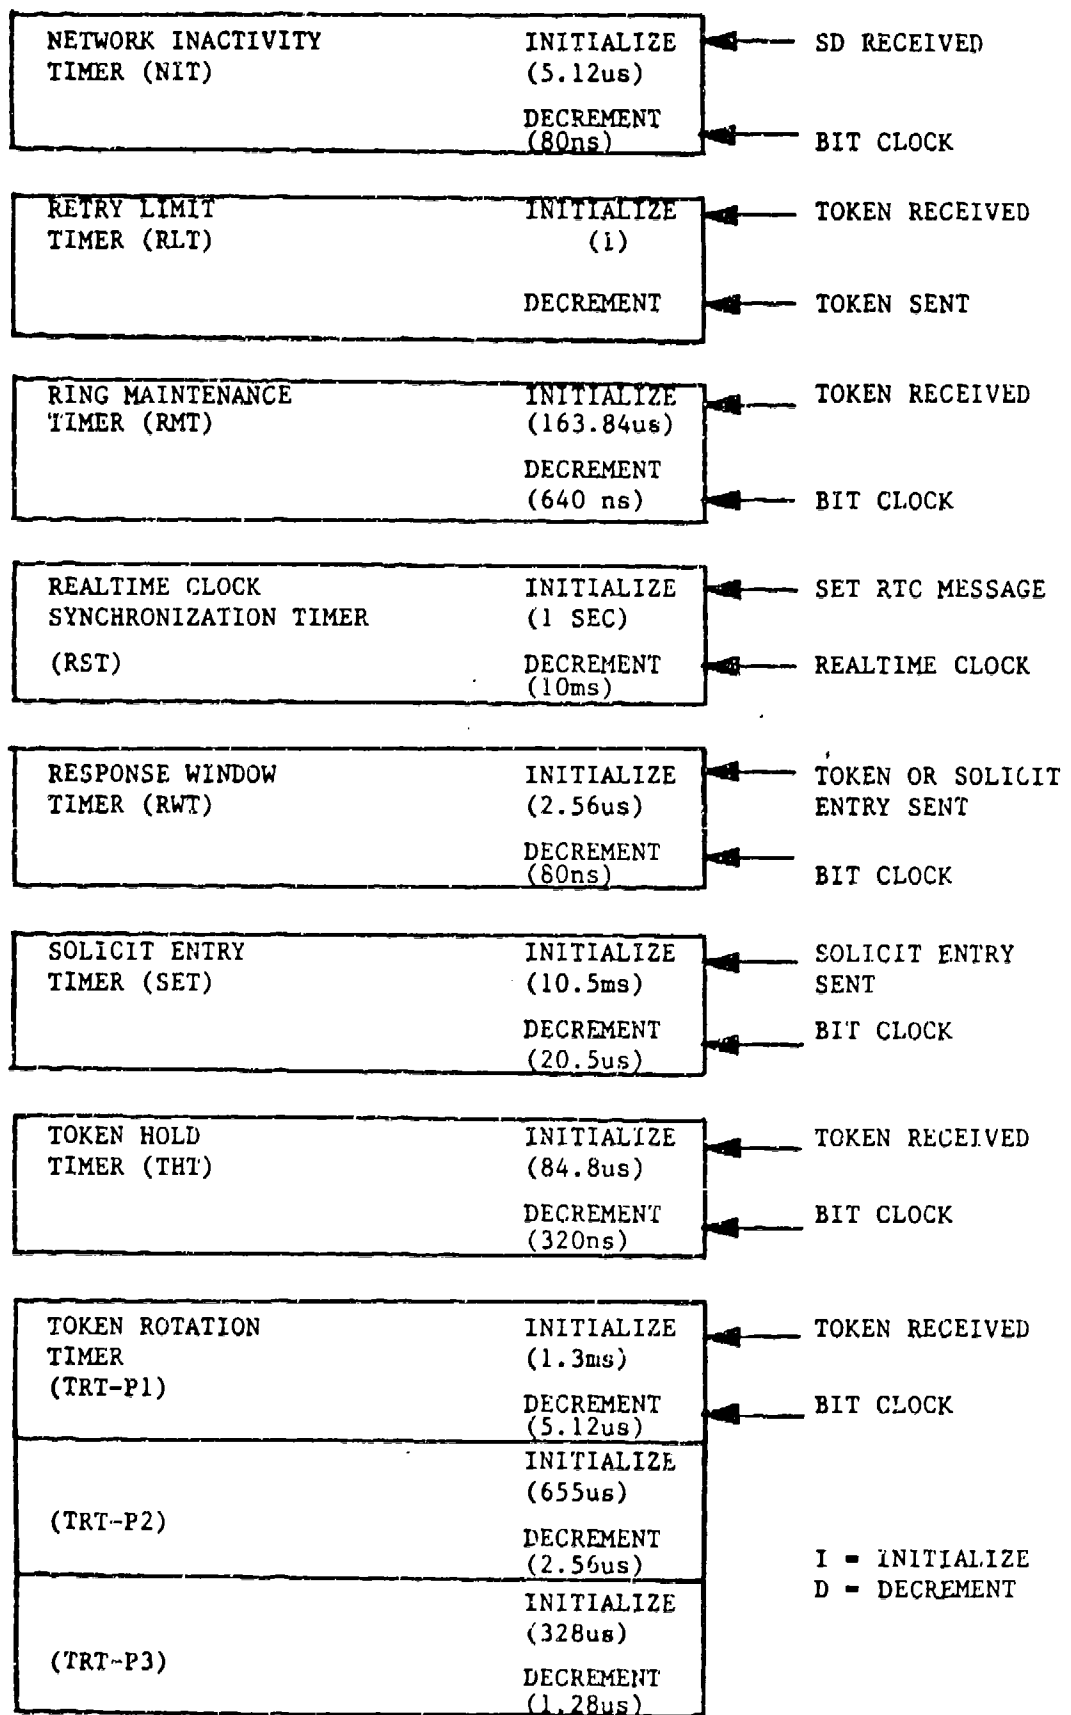 NETWORK INACTIVITY INITIALIZE SD RECEIVED
TIMER (NIT) (5.12us)
DECREMENT
(80ns) BIT CLOCK
RETRY LIMIT INITIALIZE TOKEN RECEIVED
TIMER (RLT) (1)
DECREMENT TOKEN SENT
RING MAINTENANCE INITIALIZE TOKEN RECEIVED
TIMER (RMT) (163.84us)
DECREMENT
(640 ns) BIT CLOCK
REALTIME CLOCK INITIALIZE SET RTC MESSAGE
SYNCHRONIZATION TIMER (1 SEC)
(RST) DECREMENT REALTIME CLOCK
(10ms)
RESPONSE WINDOW INITIALIZE TOKEN OR SOLICIT
TIMER (RWT) (2.56us) ENTRY SENT
DECREMENT
(80ns) BIT CLOCK
SOLICIT ENTRY INITIALIZE SOLICIT ENTRY
TIMER (SET) (10.5ms) SENT
DECREMENT BIT CLOCK
(20.5us)
TOKEN HOLD INITIALIZE TOKEN RECEIVED
TIMER (THT) (84.8us)
DECREMENT BIT CLOCK
(320ns)
TOKEN ROTATION INITIALIZE TOKEN RECEIVED
TIMER (1.3ms)
(TRT-P1)
DECREMENT BIT CLOCK
(5.12us)
INITIALIZE
(655us)
(TRT-P2)
DECREMENT
(2.56us)
I = INITIALIZE
D = DECREMENT
INITIALIZE
(328us)
(TRT-P3)
DECREMENT
(1.28us)